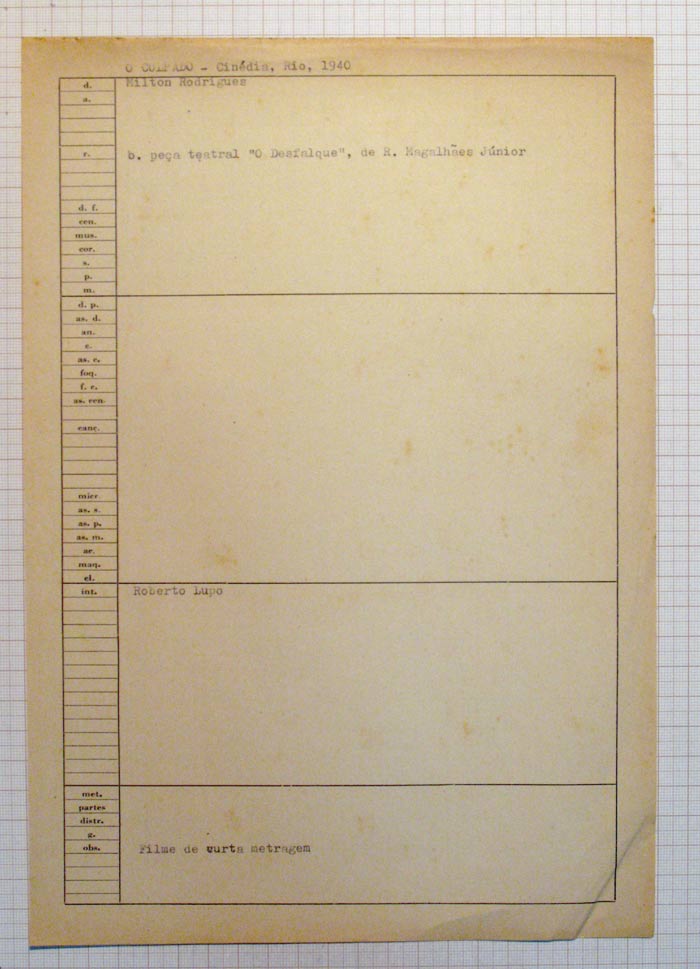 O CULPADO - Cinédia, Rio, 1940
d. Milton Rodrigues
a.
r. b. peça teatral "O Desfalque", de R. Magalhães Júnior
d. f.
cen.
mus.
cor.
s.
p.
m.
d. p.
as. d.
an.
c.
as. c.
foq.
f. c.
as. cen.
canç.
micr.
as. s.
as. p.
as. m.
ae.
maq.
el.
int. Roberto Lupo
met.
partes
distr.
g.
obs. Filme de curta metragem